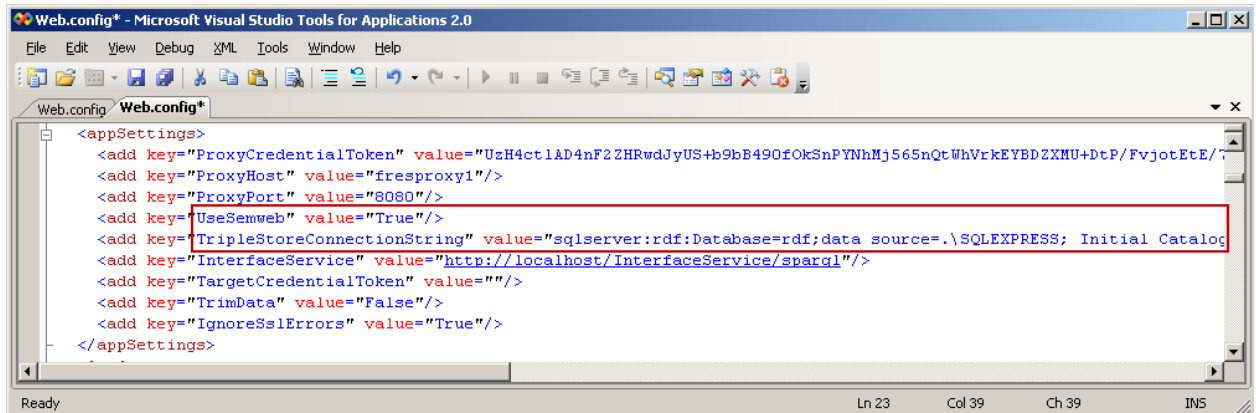 Web.config* - Microsoft Visual Studio Tools for Applications 2.0
File Edit View Debug XML Tools Window Help
Web.config Web.config*
<appSettings>
<add key="ProxyCredentialToken" value="UzH4ctlAD4nF2ZHRwdJyUS+b9bB49OfOkSnPYNhMj565nQtWhVrkEYBDZXMU+DtP/FvjotEtE/7
<add key="ProxyHost" value="fresproxy1"/>
<add key="ProxyPort" value="8080"/>
<add key="UseSemweb" value="True"/>
<add key="TripleStoreConnectionString" value="sqlserver:rdf:Database=rdf;data source=.\SQLEXPRESS; Initial Catalog
<add key="InterfaceService" value="http://localhost/InterfaceService/sparql"/>
<add key="TargetCredentialToken" value=""/>
<add key="TrimData" value="False"/>
<add key="IgnoreSslErrors" value="True"/>
</appSettings>
Ready Ln 23 Col 39 Ch 39 INS